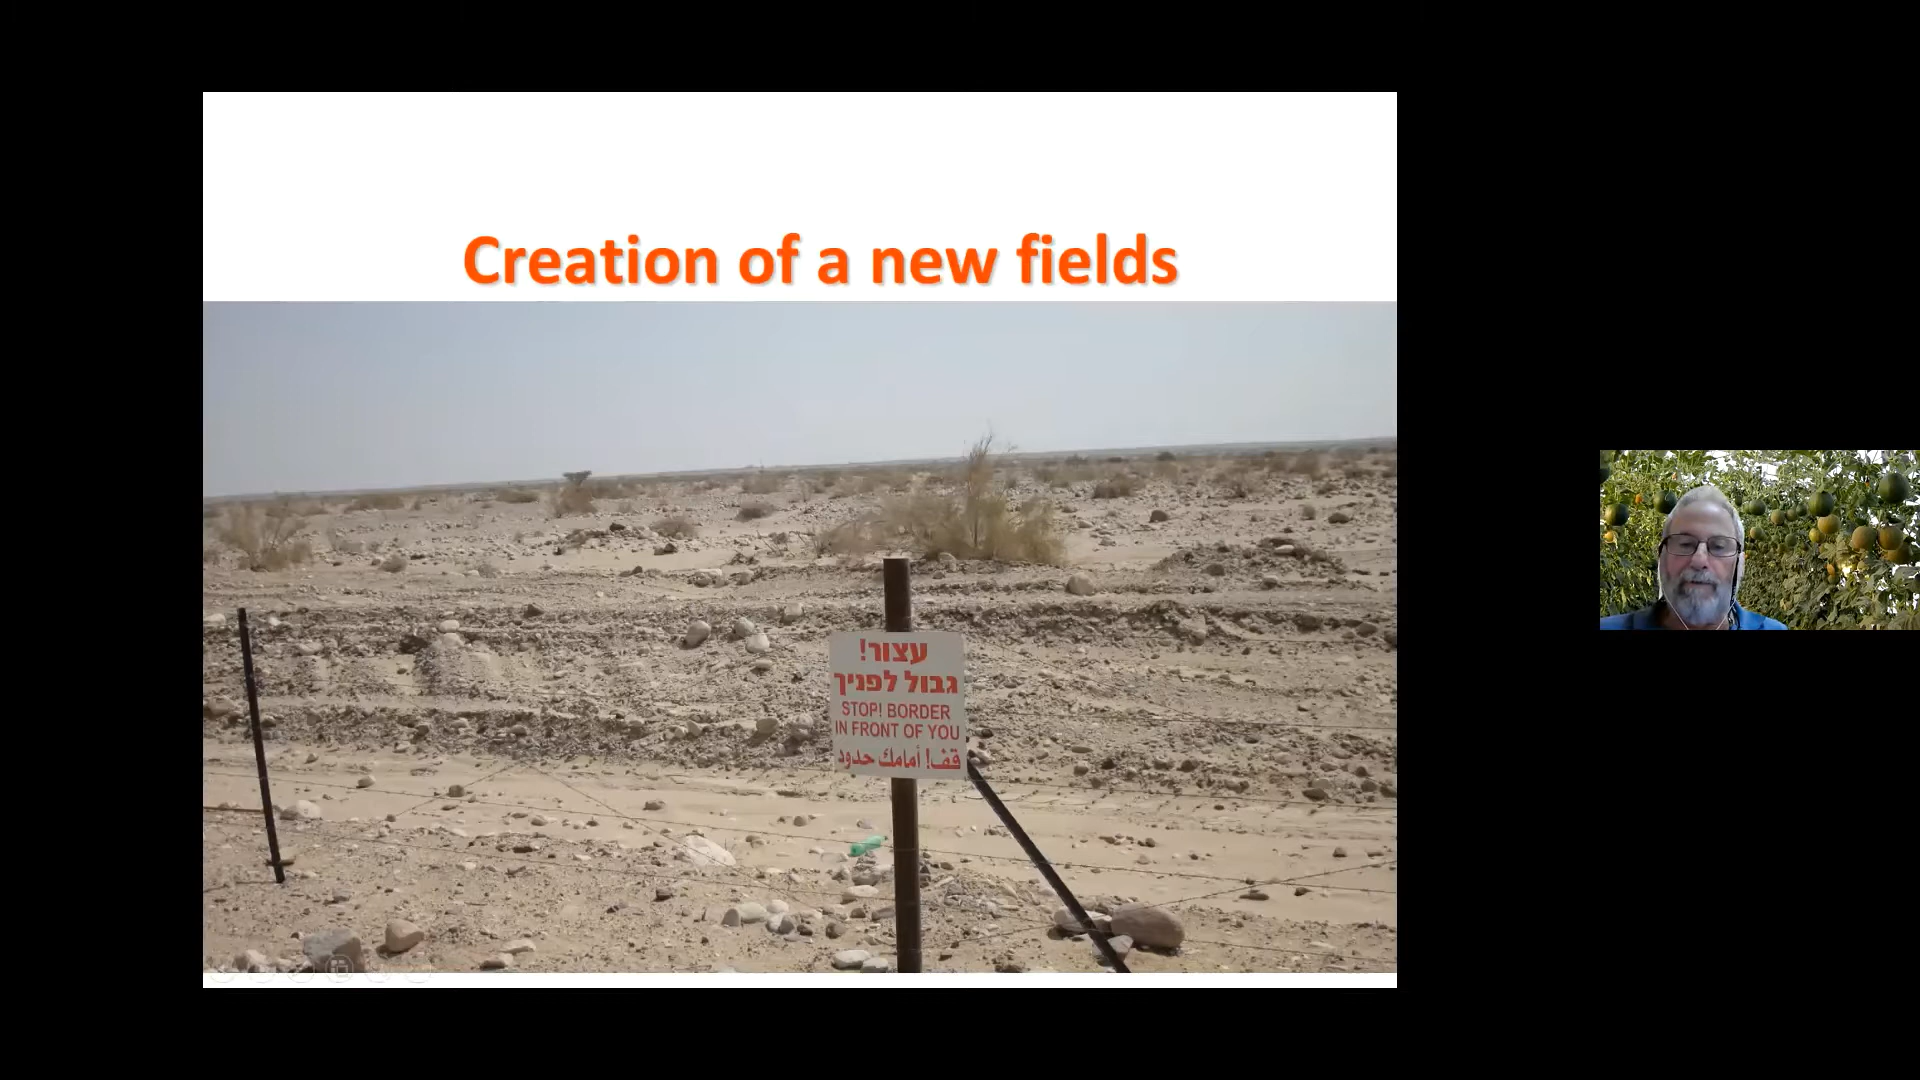 Creation of a new fields
עצור!
גבול לפניך
STOP! BORDER
IN FRONT OF YOU
قف! أمامك حدود